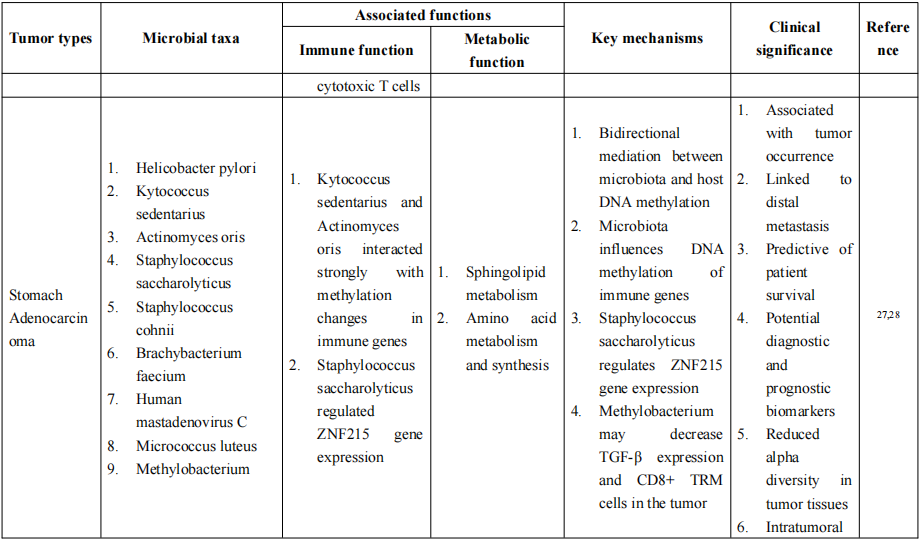 Tumor types
Microbial taxa
Associated functions
Immune function
Metabolic
function
Key mechanisms
Clinical
significance
Refere
nce
cytotoxic T cells
Stomach
Adenocarcin
oma
1. Helicobacter pylori
2. Kytococcus
sedentarius
3. Actinomyces oris
4. Staphylococcus
saccharolyticus
5. Staphylococcus
cohnii
6. Brachybacterium
faecium
7. Human
mastadenovirus C
8. Micrococcus luteus
9. Methylobacterium
1. Kytococcus
sedentarius and
Actinomyces
oris interacted
strongly with
methylation
changes in
immune genes
2. Staphylococcus
saccharolyticus
regulated
ZNF215 gene
expression
1. Sphingolipid
metabolism
2. Amino acid
metabolism
and synthesis
1. Bidirectional
mediation between
microbiota and host
DNA methylation
2. Microbiota
influences DNA
methylation of
immune genes
3. Staphylococcus
saccharolyticus
regulates ZNF215
gene expression
4. Methylobacterium
may decrease
TGF-β expression
and CD8+ TRM
cells in the tumor
1. Associated
with tumor
occurrence
2. Linked to
distal
metastasis
3. Predictive of
patient
survival
4. Potential
diagnostic
and
prognostic
biomarkers
5. Reduced
alpha
diversity in
tumor tissues
6. Intratumoral
27,28